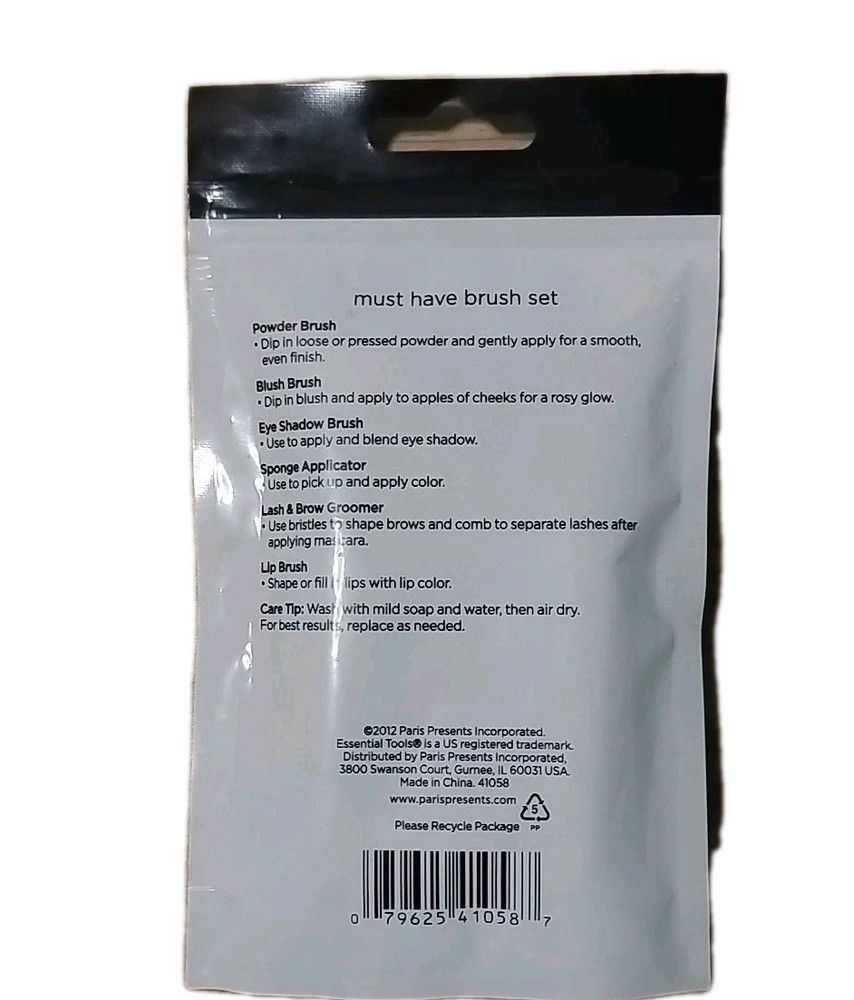 must have brush set
Powder Brush
• Dip in loose or pressed powder and gently apply for a smooth,
even finish.
Blush Brush
• Dip in blush and apply to apples of cheeks for a rosy glow.
Eye Shadow Brush
• Use to apply and blend eye shadow.
Sponge Applicator
• Use to pick up and apply color.
Lash & Brow Groomer
• Use bristles to shape brows and comb to separate lashes after
applying mascara.
Lip Brush
• Shape or fill in lips with lip color.
Care Tip: Wash with mild soap and water, then air dry.
For best results, replace as needed.
©2012 Paris Presents Incorporated.
Essential Tools® is a US registered trademark.
Distributed by Paris Presents Incorporated,
3800 Swanson Court, Gurnee, IL 60031 USA.
Made in China. 41058
www.parispresents.com
5
PP
Please Recycle Package
0 79625 41058 7